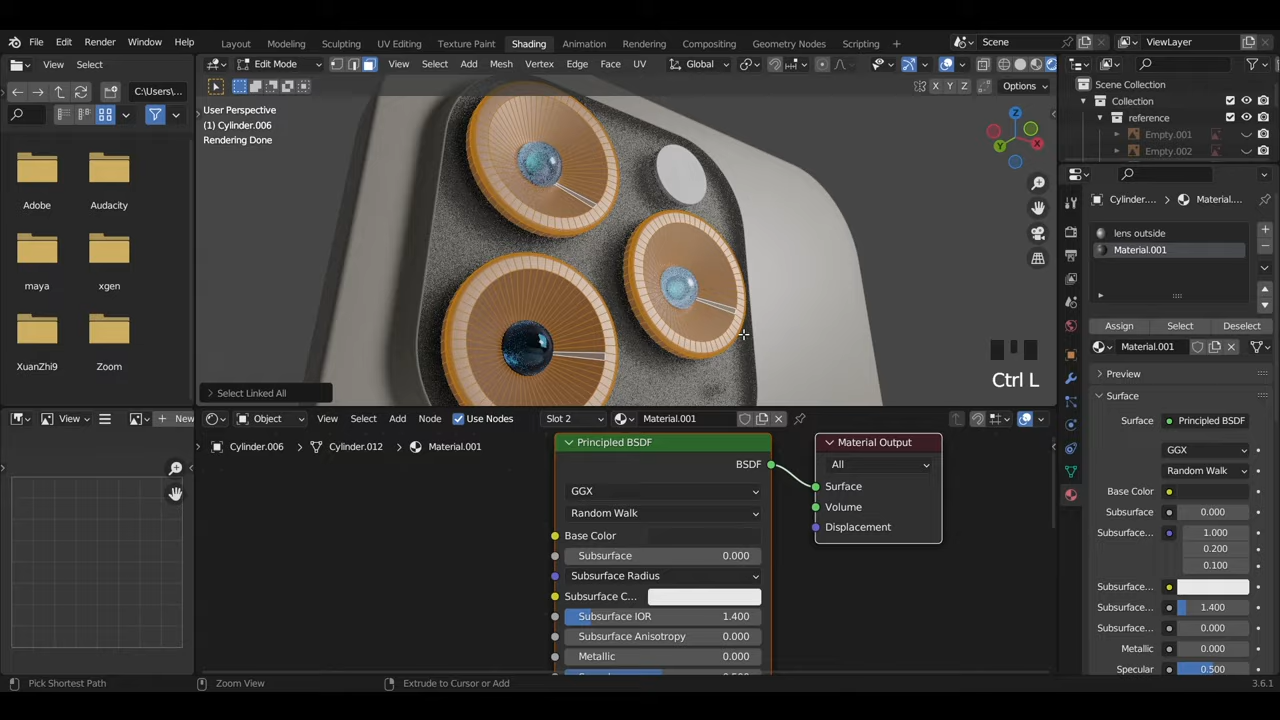 File Edit Render Window Help Layout Modeling Sculpting UV Editing Texture Paint Shading Animation Rendering Compositing Geometry Nodes Scripting Scene ViewLayer
View Select Edit Mode View Select Add Mesh Vertex Edge Face UV Global
C:\Users\... X Y Z Options Scene Collection
Collection
User Perspective reference
(1) Cylinder.006 Empty.001
Rendering Done Empty.002
Adobe Audacity
maya xgen
XuanZhi9 Zoom
Cylinder.... Material....
lens outside
Material.001
Assign Select Deselect
Material.001
Preview
Surface
Surface Principled BSDF
GGX
Random Walk
Base Color
Subsurface 0.000
Subsurface... 1.000
0.200
0.100
Subsurface...
Subsurface... 1.400
Subsurface... 0.000
Metallic 0.000
Specular 0.500
Ctrl L
Select Linked All
View New Object View Select Add Node Use Nodes Slot 2 Material.001
Cylinder.006 Cylinder.012 Material.001
Principled BSDF
BSDF
GGX
Random Walk
Base Color
Subsurface 0.000
Subsurface Radius
Subsurface C...
Subsurface IOR 1.400
Subsurface Anisotropy 0.000
Metallic 0.000
Material Output
All
Surface
Volume
Displacement
Pick Shortest Path Zoom View Extrude to Cursor or Add 3.6.1